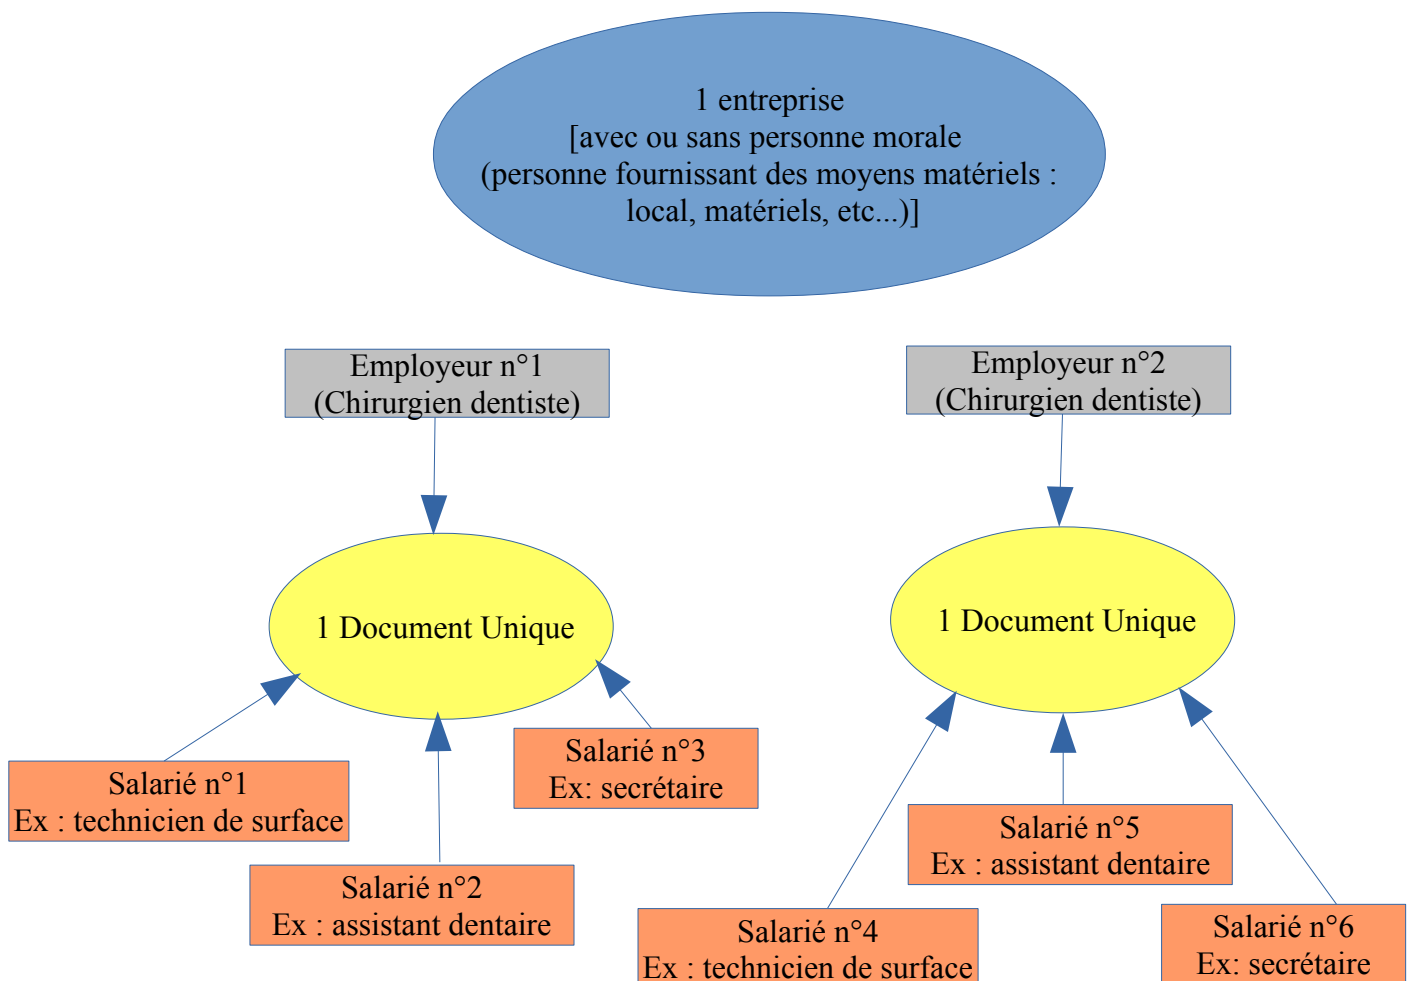 1 entreprise
[avec ou sans personne morale
(personne fournissant des moyens matériels :
local, matériels, etc...)]
Employeur n°1
(Chirurgien dentiste)
Employeur n°2
(Chirurgien dentiste)
1 Document Unique
1 Document Unique
Salarié n°1
Ex : technicien de surface
Salarié n°2
Ex : assistant dentaire
Salarié n°3
Ex: secrétaire
Salarié n°4
Ex : technicien de surface
Salarié n°5
Ex : assistant dentaire
Salarié n°6
Ex: secrétaire